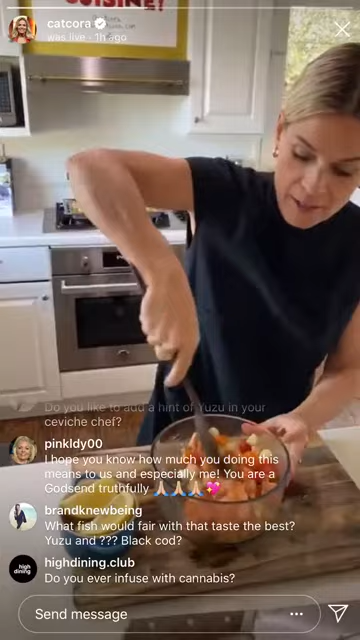 CUISINE!
catcora
was live · 1h ago
Do you like to add a hint of Yuzu in your
ceviche chef?
pinkldy00
I hope you know how much you doing this
means to us and especially me! You are a
Godsend truthfully 🙏🏻🙏🏻🙏🏻💖
brandknewbeing
What fish would fair with that taste the best?
Yuzu and ??? Black cod?
high
dining
highdining.club
Do you ever infuse with cannabis?
Send message